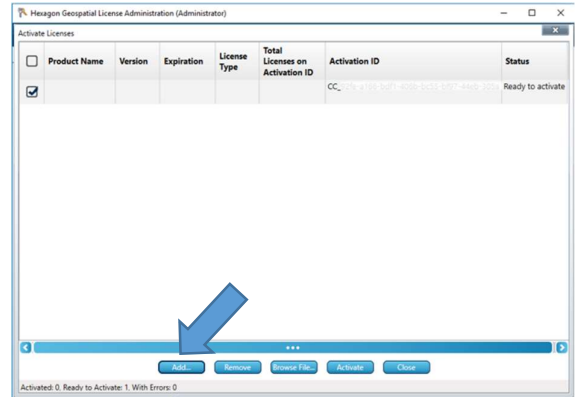 Hexagon Geospatial License Administration (Administrator)
Activate Licenses
Product Name Version Expiration License Type Total Licenses on Activation ID Activation ID Status
CC_ Ready to activate
Add... Remove Browse File... Activate Close
Activated: 0, Ready to Activate: 1, With Errors: 0